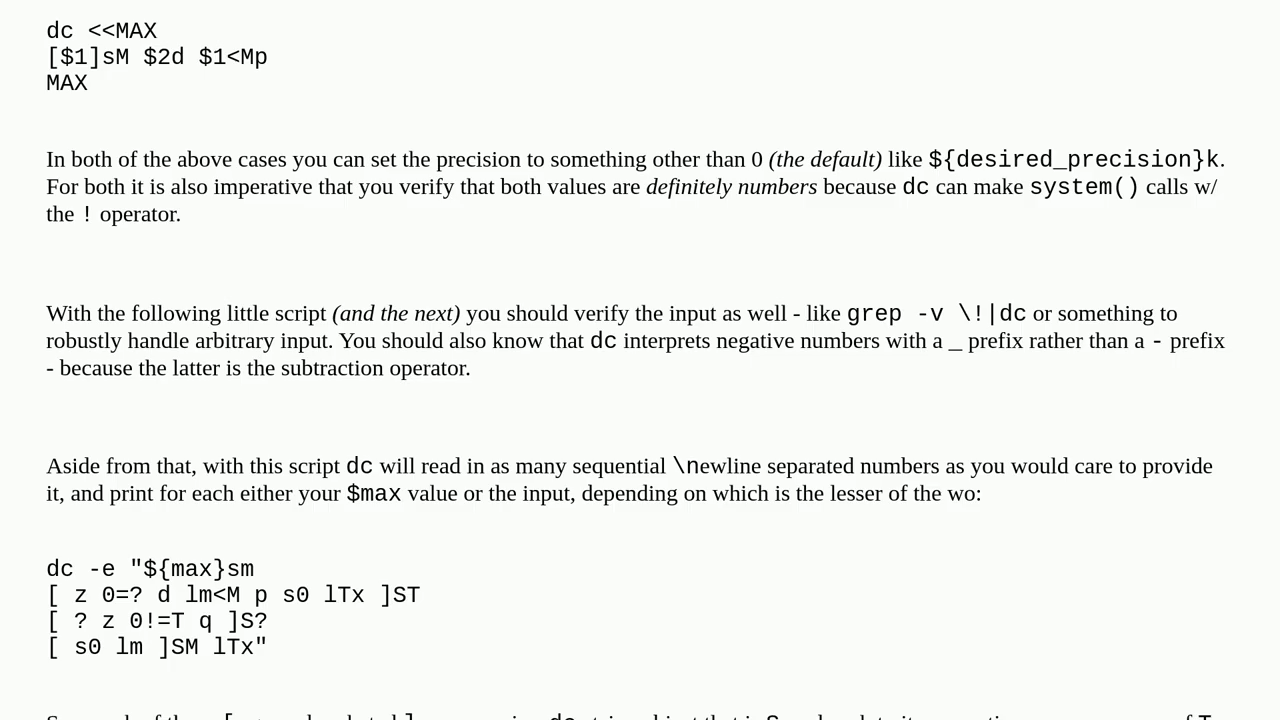 dc <<MAX
[$1]sM $2d $1<Mp
MAX
In both of the above cases you can set the precision to something other than 0 (the default) like ${desired_precision}k.
For both it is also imperative that you verify that both values are definitely numbers because dc can make system() calls w/
the ! operator.
With the following little script (and the next) you should verify the input as well - like grep -v \!|dc or something to
robustly handle arbitrary input. You should also know that dc interprets negative numbers with a _ prefix rather than a - prefix
- because the latter is the subtraction operator.
Aside from that, with this script dc will read in as many sequential \newline separated numbers as you would care to provide
it, and print for each either your $max value or the input, depending on which is the lesser of the wo:
dc -e "${max}sm
[ z 0=? d lm<M p s0 lTx ]ST
[ ? z 0!=T q ]S?
[ s0 lm ]SM lTx"